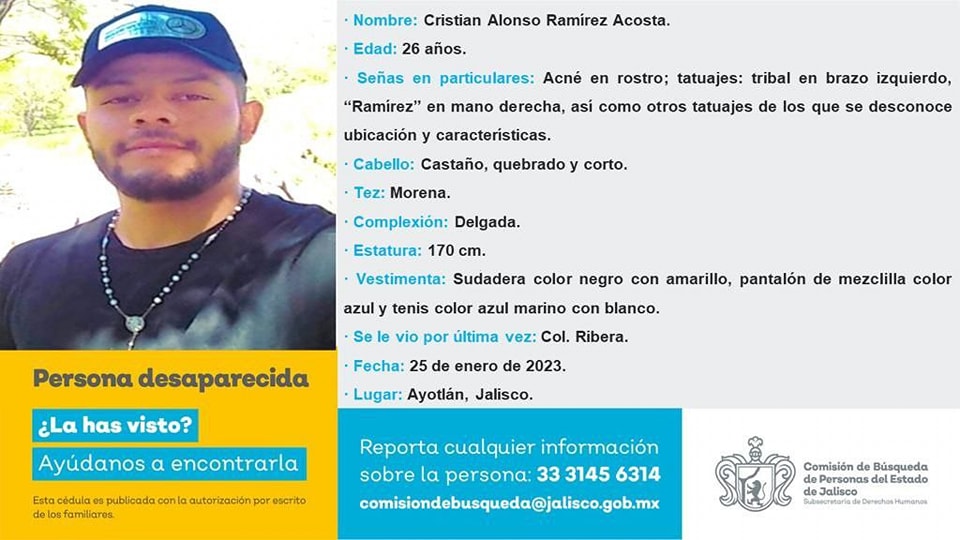 · Nombre: Cristian Alonso Ramírez Acosta.
· Edad: 26 años.
· Señas en particulares: Acné en rostro; tatuajes: tribal en brazo izquierdo,
“Ramírez” en mano derecha, así como otros tatuajes de los que se desconoce
ubicación y características.
· Cabello: Castaño, quebrado y corto.
· Tez: Morena.
· Complexión: Delgada.
· Estatura: 170 cm.
· Vestimenta: Sudadera color negro con amarillo, pantalón de mezclilla color
azul y tenis color azul marino con blanco.
· Se le vio por última vez: Col. Ribera.
· Fecha: 25 de enero de 2023.
· Lugar: Ayotlán, Jalisco.
Persona desaparecida
¿La has visto?
Ayúdanos a encontrarla
Esta cédula es publicada con la autorización por escrito
de los familiares.
Reporta cualquier información
sobre la persona: 33 3145 6314
comisiondebusqueda@jalisco.gob.mx
Comisión de Búsqueda
de Personas del Estado
de Jalisco
Subsecretaría de Derechos Humanos